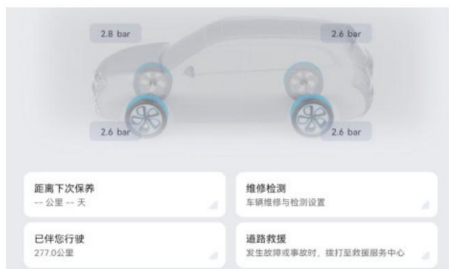 2.8 bar
2.6 bar
2.6 bar
2.6 bar
距离下次保养
-- 公里 -- 天
维修检测
车辆维修与检测设置
已伴您行驶
277.0公里
道路救援
发生故障或事故时，拨打至救援服务中心